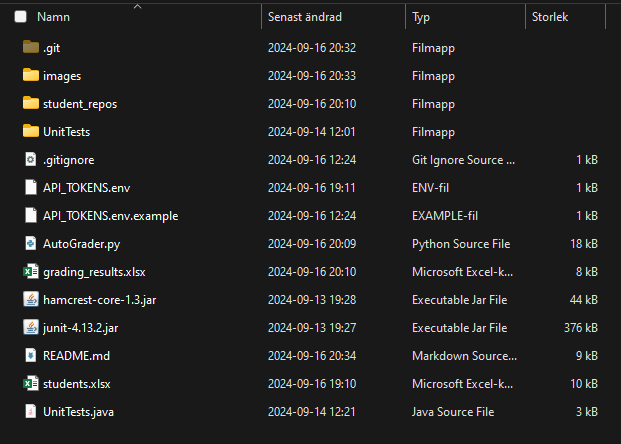 Namn Senast ändrad Typ Storlek
.git 2024-09-16 20:32 Filmapp
images 2024-09-16 20:33 Filmapp
student_repos 2024-09-16 20:10 Filmapp
UnitTests 2024-09-14 12:01 Filmapp
.gitignore 2024-09-16 12:24 Git Ignore Source ... 1 kB
API_TOKENS.env 2024-09-16 19:11 ENV-fil 1 kB
API_TOKENS.env.example 2024-09-16 12:24 EXAMPLE-fil 1 kB
AutoGrader.py 2024-09-16 20:09 Python Source File 18 kB
grading_results.xlsx 2024-09-16 20:10 Microsoft Excel-k... 8 kB
hamcrest-core-1.3.jar 2024-09-13 19:28 Executable Jar File 44 kB
junit-4.13.2.jar 2024-09-13 19:27 Executable Jar File 376 kB
README.md 2024-09-16 20:34 Markdown Source... 9 kB
students.xlsx 2024-09-16 19:10 Microsoft Excel-k... 10 kB
UnitTests.java 2024-09-14 12:21 Java Source File 3 kB